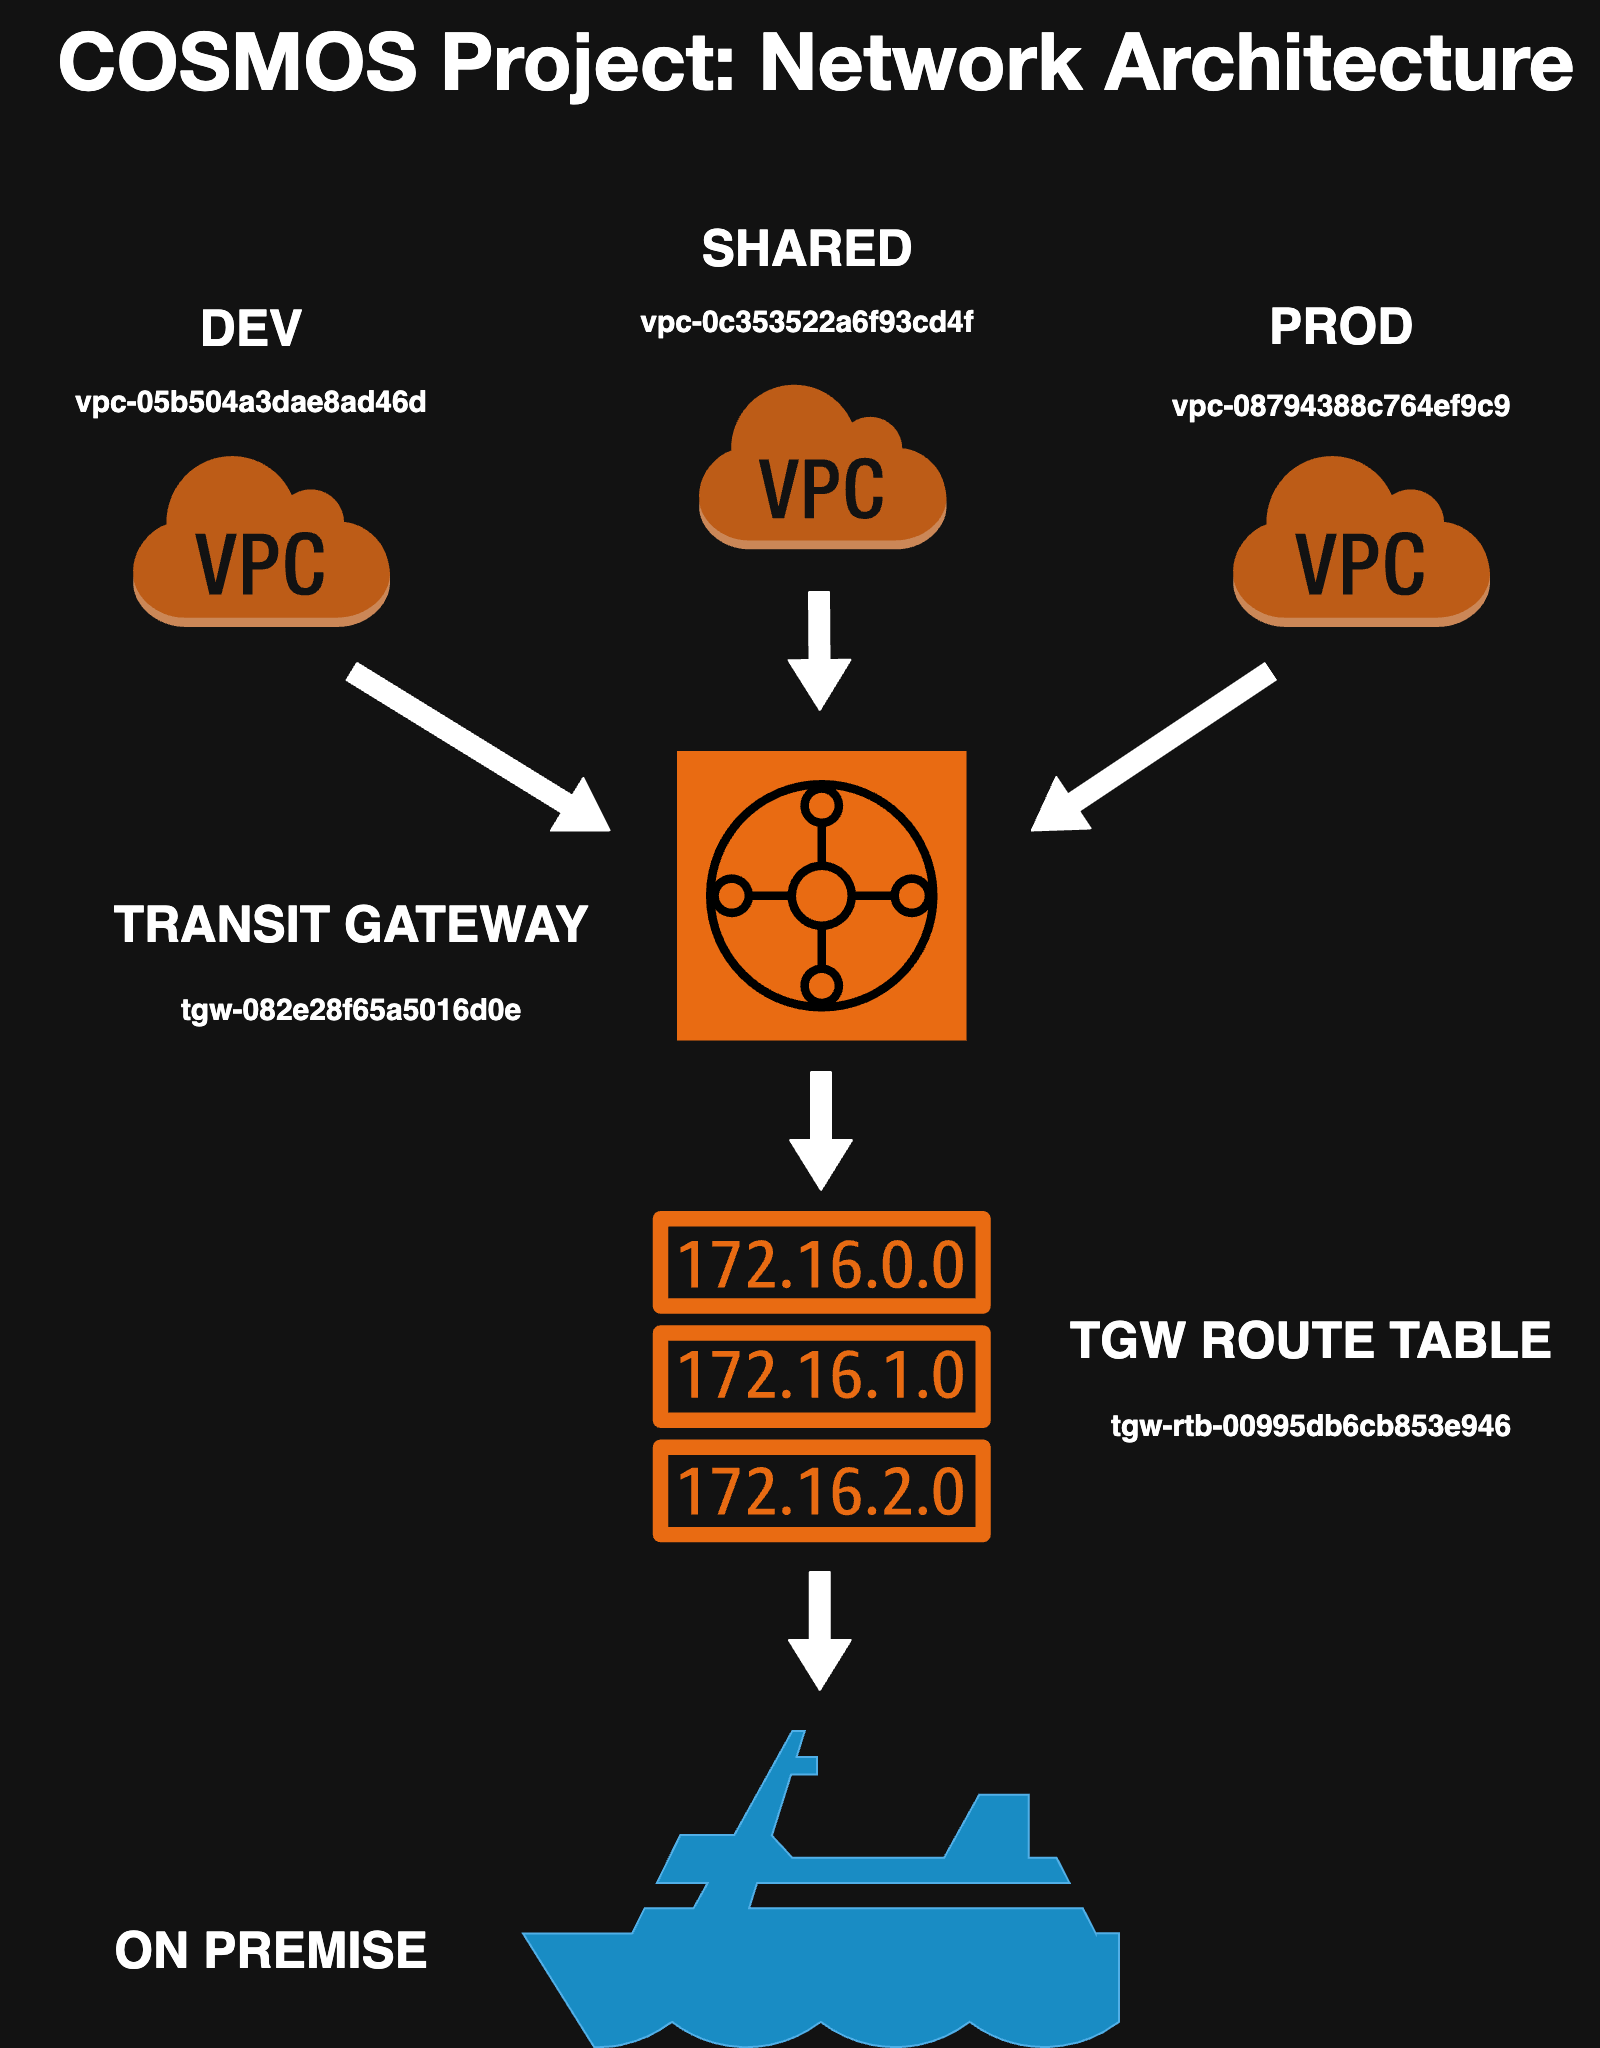 COSMOS Project: Network Architecture
SHARED
vpc-0c353522a6f93cd4f
DEV
vpc-05b504a3dae8ad46d
PROD
vpc-08794388c764ef9c9
VPC
VPC
VPC
TRANSIT GATEWAY
tgw-082e28f65a5016d0e
172.16.0.0
172.16.1.0
172.16.2.0
TGW ROUTE TABLE
tgw-rtb-00995db6cb853e946
ON PREMISE